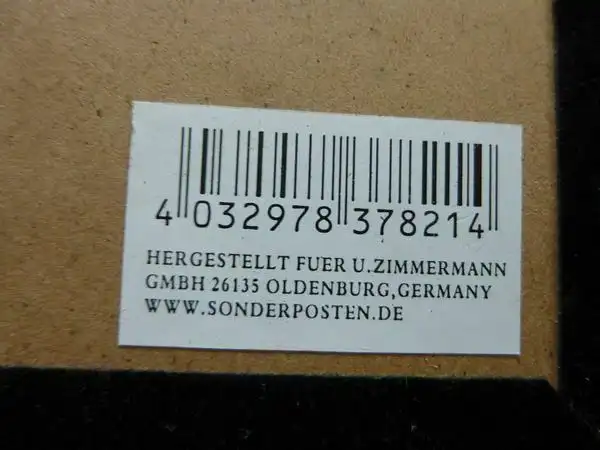 4 032978 378214
HERGESTELLT FUER U.ZIMMERMANN
GMBH 26135 OLDENBURG,GERMANY
WWW.SONDERPOSTEN.DE